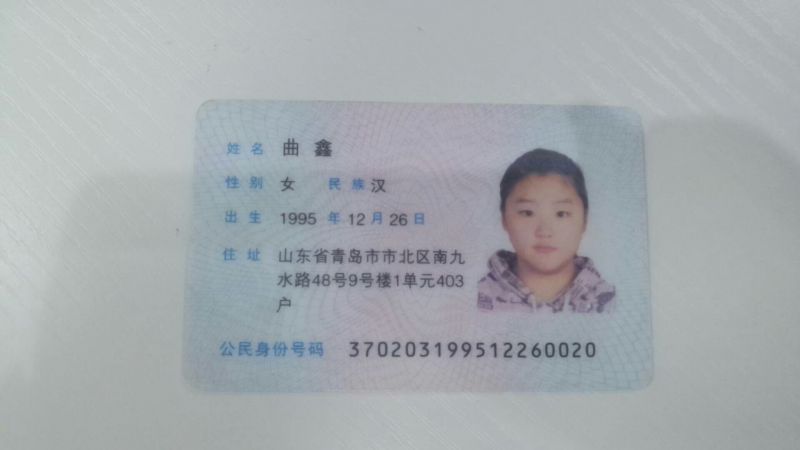 姓名 曲鑫
性别 女 民族 汉
出生 1995 年 12 月 26 日
住址 山东省青岛市市北区南九
水路48号9号楼1单元403
户
公民身份号码 370203199512260020